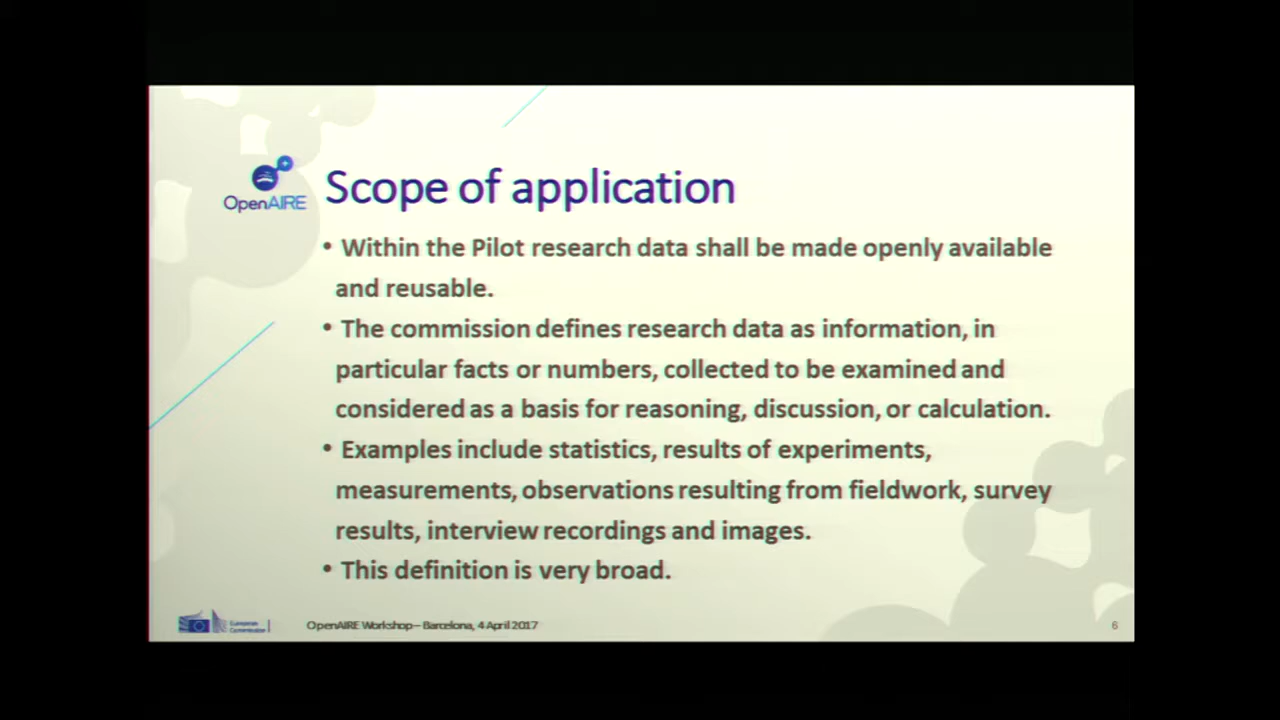 OpenAIRE
Scope of application
• Within the Pilot research data shall be made openly available
and reusable.
• The commission defines research data as information, in
particular facts or numbers, collected to be examined and
considered as a basis for reasoning, discussion, or calculation.
• Examples include statistics, results of experiments,
measurements, observations resulting from fieldwork, survey
results, interview recordings and images.
• This definition is very broad.
European
Commission
OpenAIRE Workshop – Barcelona, 4 April 2017
6